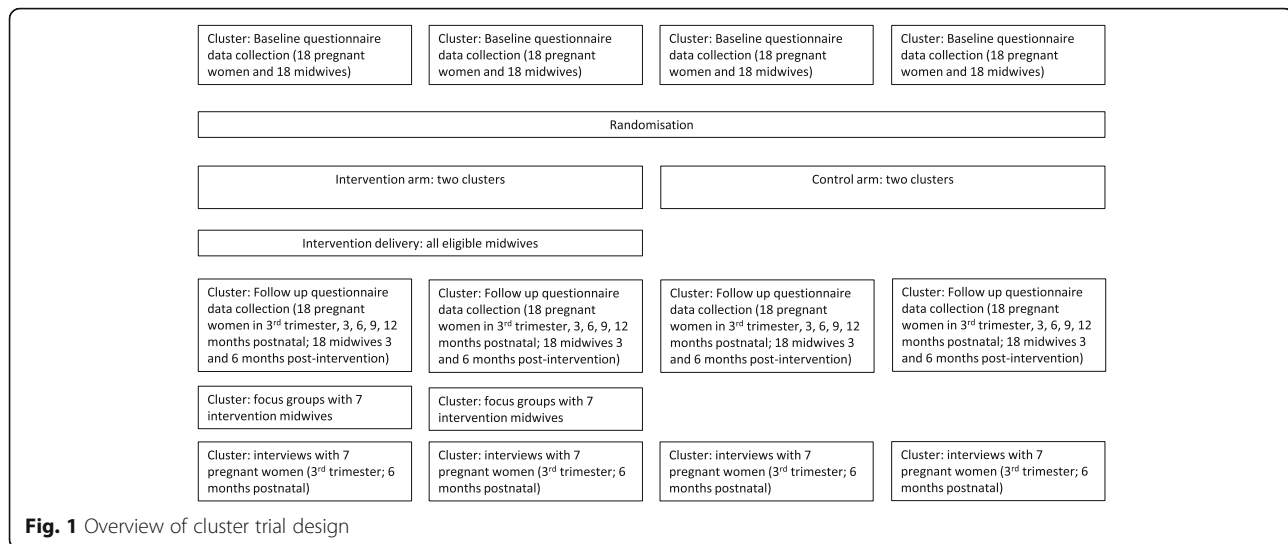 Cluster: Baseline questionnaire
data collection (18 pregnant
women and 18 midwives)
Cluster: Baseline questionnaire
data collection (18 pregnant
women and 18 midwives)
Cluster: Baseline questionnaire
data collection (18 pregnant
women and 18 midwives)
Cluster: Baseline questionnaire
data collection (18 pregnant
women and 18 midwives)
Randomisation
Intervention arm: two clusters
Control arm: two clusters
Intervention delivery: all eligible midwives
Cluster: Follow up questionnaire
data collection (18 pregnant
women in 3rd trimester, 3, 6, 9, 12
months postnatal; 18 midwives 3
and 6 months post-intervention)
Cluster: Follow up questionnaire
data collection (18 pregnant
women in 3rd trimester, 3, 6, 9, 12
months postnatal; 18 midwives 3
and 6 months post-intervention)
Cluster: Follow up questionnaire
data collection (18 pregnant
women in 3rd trimester, 3, 6, 9, 12
months postnatal; 18 midwives 3
and 6 months post-intervention)
Cluster: Follow up questionnaire
data collection (18 pregnant
women in 3rd trimester, 3, 6, 9, 12
months postnatal; 18 midwives 3
and 6 months post-intervention)
Cluster: focus groups with 7
intervention midwives
Cluster: focus groups with 7
intervention midwives
Cluster: interviews with 7
pregnant women (3rd trimester; 6
months postnatal)
Cluster: interviews with 7
pregnant women (3rd trimester; 6
months postnatal)
Cluster: interviews with 7
pregnant women (3rd trimester; 6
months postnatal)
Cluster: interviews with 7
pregnant women (3rd trimester; 6
months postnatal)
Fig. 1 Overview of cluster trial design